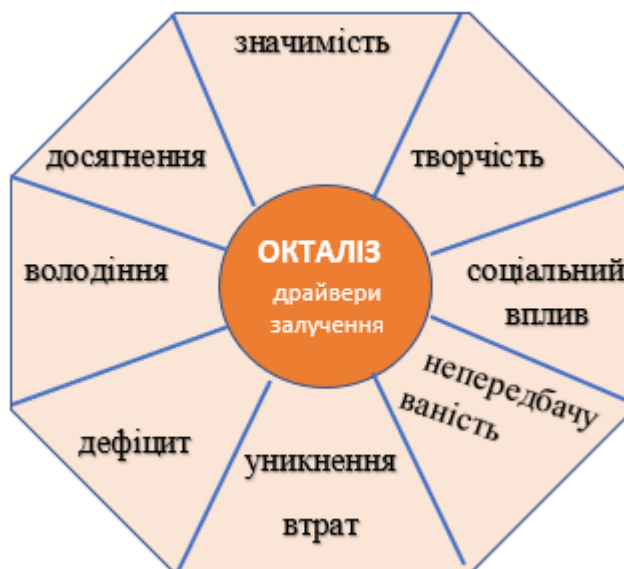 значимість
досягнення
творчість
ОКТАЛІЗ
драйвери
залучення
володіння
соціальний
вплив
непередбачу
ваність
дефіцит
уникнення
втрат